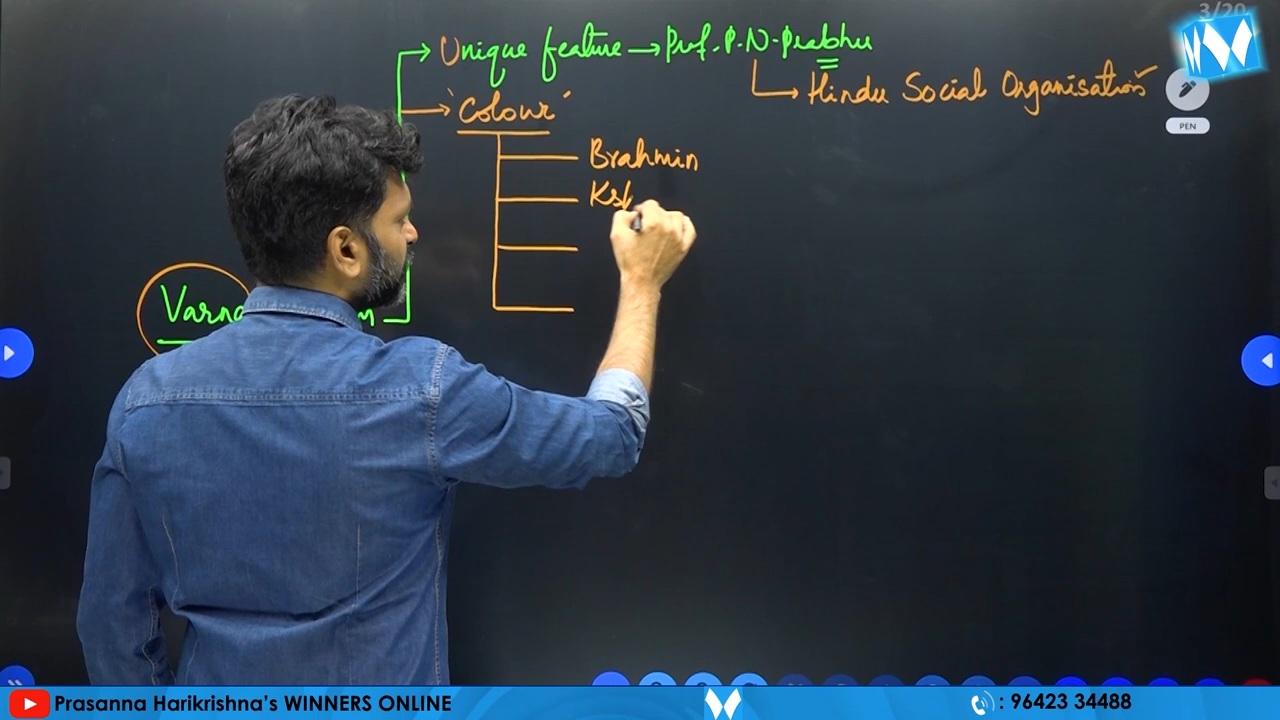 3/20
Unique feature → Prof. P.N. Prabhu
Hindu Social Organisation
'Colour'
PEN
Brahmin
Ksh
Varna
Prasanna Harikrishna's WINNERS ONLINE
: 96423 34488